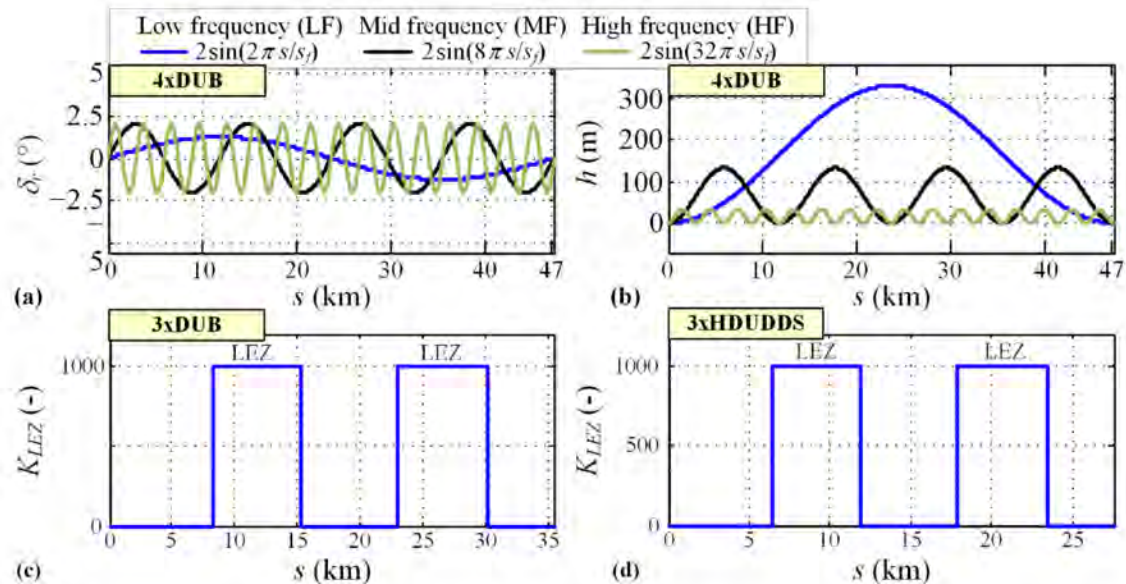 Low frequency (LF) Mid frequency (MF) High frequency (HF)
2sin(2πs/s_f) 2sin(8πs/s_f) 2sin(32πs/s_f)
4xDUB
5
2.5
0
−2.5
−
5
δ_r (°)
0 10 20 30 40 47
(a) s (km)
4xDUB
300
200
100
0
h (m)
0 10 20 30 40 47
(b) s (km)
3xDUB
LEZ LEZ
1000
0
K_LEZ (-)
0 5 10 15 20 25 30 35
(c) s (km)
3xHDUDDS
LEZ LEZ
1000
500
0
K_LEZ (-)
0 5 10 15 20 25
(d) s (km)